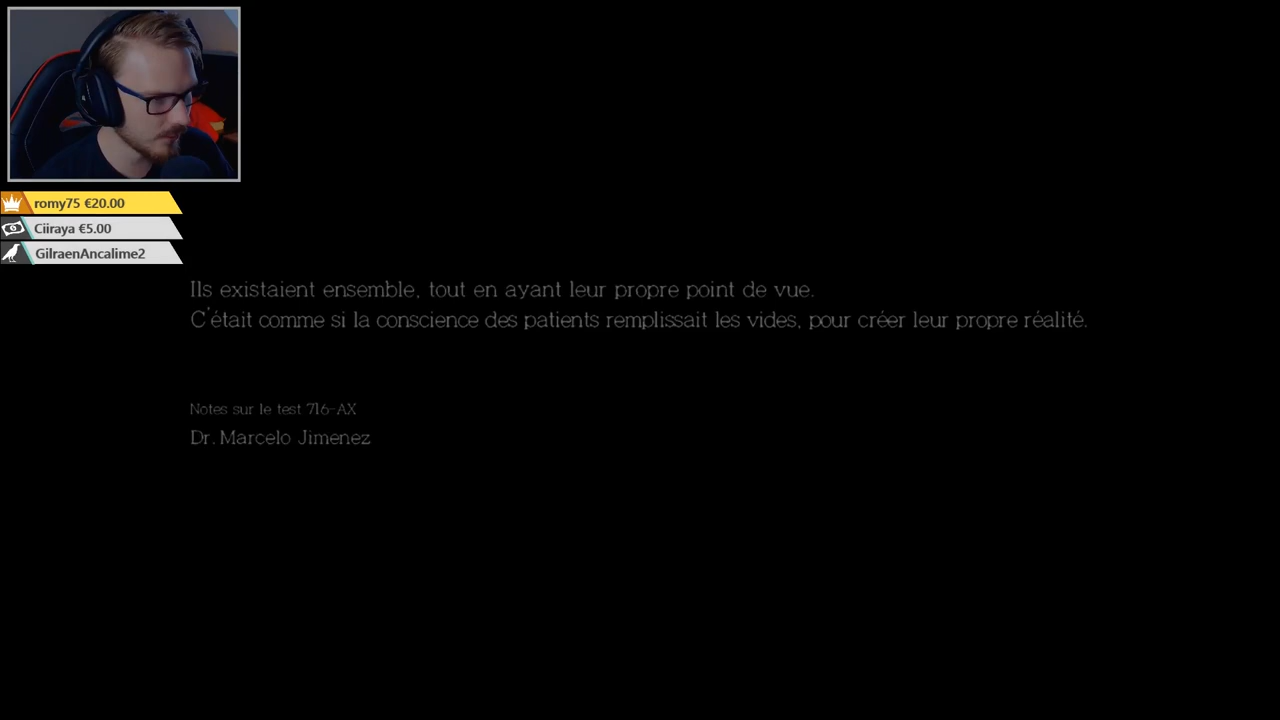 romy75 €20.00
Ciiraya €5.00
GilraenAncalime2
Ils existaient ensemble, tout en ayant leur propre point de vue.
C'était comme si la conscience des patients remplissait les vides, pour créer leur propre réalité.
Notes sur le test 716-AX
Dr. Marcelo Jimenez